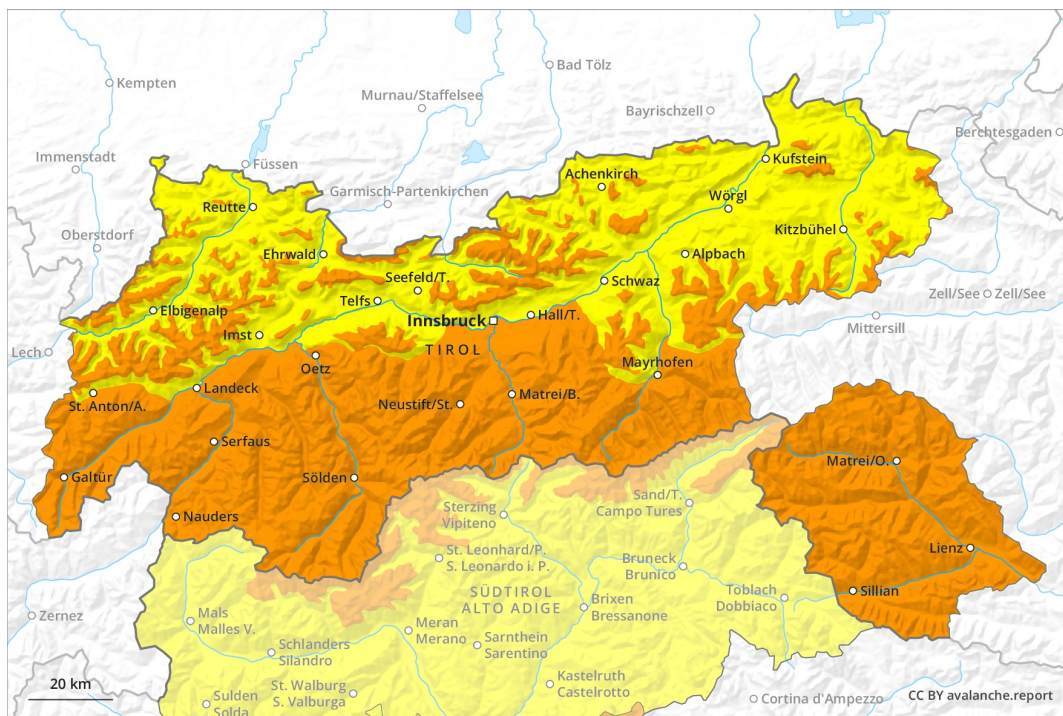 Kempten
Bad Tölz
Murnau/Staffelsee
Bayrischzell
Berchtesgaden
Immenstadt
Füssen
Kufstein
Garmisch-Partenkirchen
Achenkirch
Reutte
Wörgl
Oberstdorf
Kitzbühel
Ehrwald
Alpbach
Seefeld/T.
Schwaz
Zell/See
Zell/See
Telfs
Elbigenalp
Innsbruck
Hall/T.
Mittersill
Imst
Lech
TIROL
Oetz
Mayrhofen
Landeck
St. Anton/A.
Neustift/St.
Matrei/B.
Serfaus
Matrei/O.
Galtür
Sölden
Sand/T.
Campo Tures
Sterzing
Vipiteno
Nauders
Lienz
St. Leonhard/P.
S. Leonardo i. P.
Bruneck
Brunico
Sillian
SÜDTIROL
ALTO ADIGE
Toblach
Dobbiaco
Zernez
Mals
Malles V.
Brixen
Bressanone
Meran
Merano
Schlanders
Silandro
Sarnthein
Sarentino
20 km
St. Walburg
S. Valburga
Kastelruth
Castelrotto
Sulden
Solda
Cortina d'Ampezzo
CC BY avalanche.report